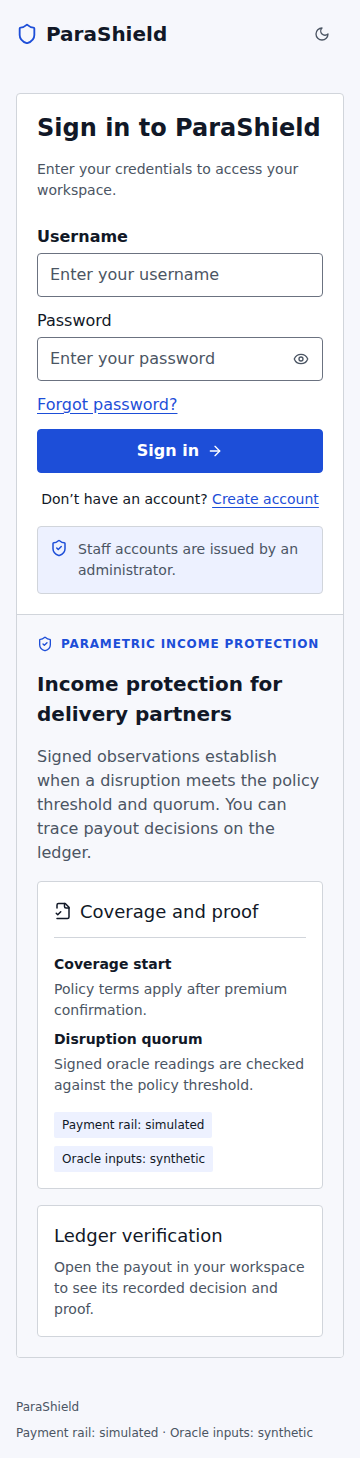 ParaShield
Sign in to ParaShield
Enter your credentials to access your
workspace.
Username
Enter your username
Password
Enter your password
Forgot password?
Sign in
Don’t have an account? Create account
Staff accounts are issued by an
administrator.
PARAMETRIC INCOME PROTECTION
Income protection for
delivery partners
Signed observations establish
when a disruption meets the policy
threshold and quorum. You can
trace payout decisions on the
ledger.
Coverage and proof
Coverage start
Policy terms apply after premium
confirmation.
Disruption quorum
Signed oracle readings are checked
against the policy threshold.
Payment rail: simulated
Oracle inputs: synthetic
Ledger verification
Open the payout in your workspace
to see its recorded decision and
proof.
ParaShield
Payment rail: simulated · Oracle inputs: synthetic